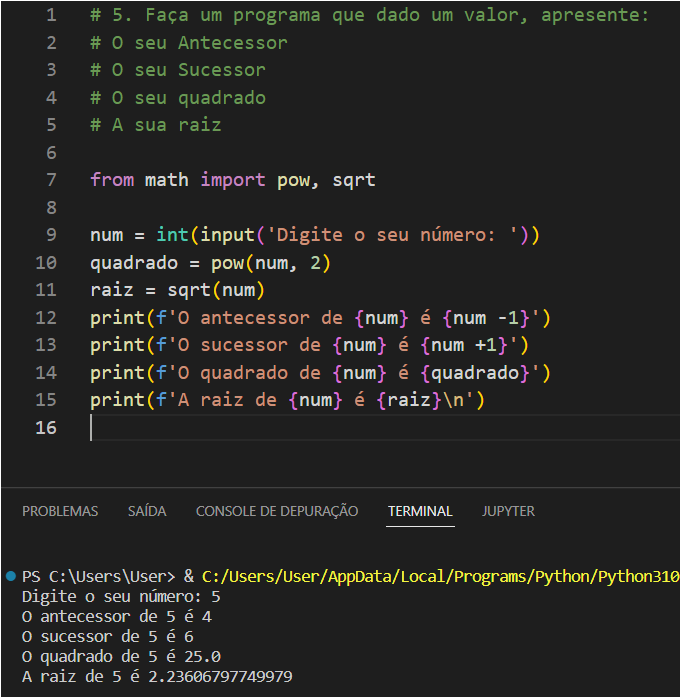 1 # 5. Faça um programa que dado um valor, apresente:
2 # O seu Antecessor
3 # O seu Sucessor
4 # O seu quadrado
5 # A sua raiz
6
7 from math import pow, sqrt
8
9 num = int(input('Digite o seu número: '))
10 quadrado = pow(num, 2)
11 raiz = sqrt(num)
12 print(f'O antecessor de {num} é {num -1}')
13 print(f'O sucessor de {num} é {num +1}')
14 print(f'O quadrado de {num} é {quadrado}')
15 print(f'A raiz de {num} é {raiz}\n')
16
PROBLEMAS SAÍDA CONSOLE DE DEPURAÇÃO TERMINAL JUPYTER
PS C:\Users\User> & C:/Users/User/AppData/Local/Programs/Python/Python310
Digite o seu número: 5
O antecessor de 5 é 4
O sucessor de 5 é 6
O quadrado de 5 é 25.0
A raiz de 5 é 2.23606797749979